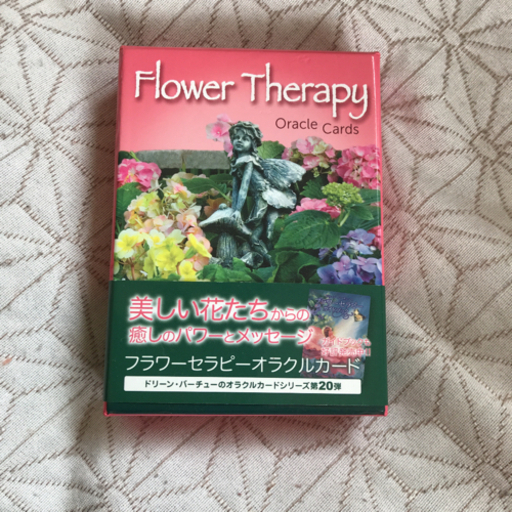 Flower Therapy
Oracle Cards
美しい花たちからの
癒しのパワーとメッセージ
フラワーセラピーオラクルカード
ドリーン・バーチューのオラクルカードシリーズ第20弾